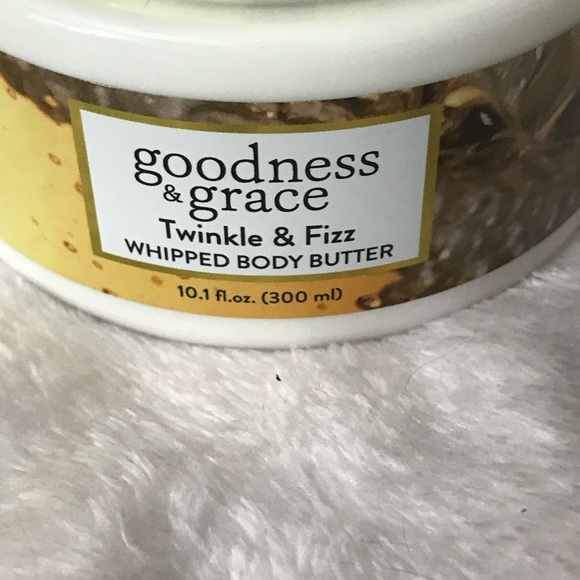 goodness
& grace
Twinkle & Fizz
WHIPPED BODY BUTTER
10.1 fl.oz. (300 ml)